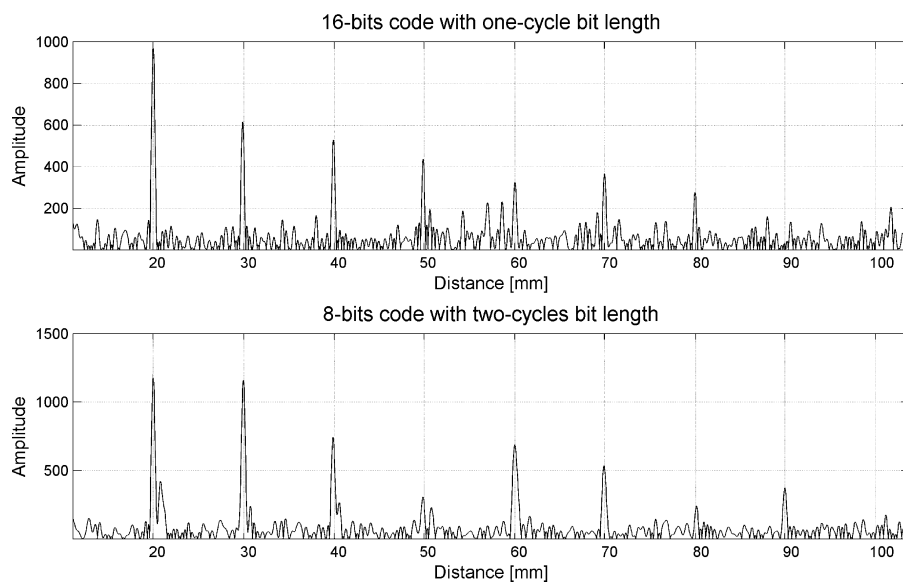 16-bits code with one-cycle bit length
1000
800
600
400
200
Amplitude
20 30 40 50 60 70 80 90 100
Distance [mm]
8-bits code with two-cycles bit length
1500
1000
500
Amplitude
20 30 40 50 60 70 80 90 100
Distance [mm]